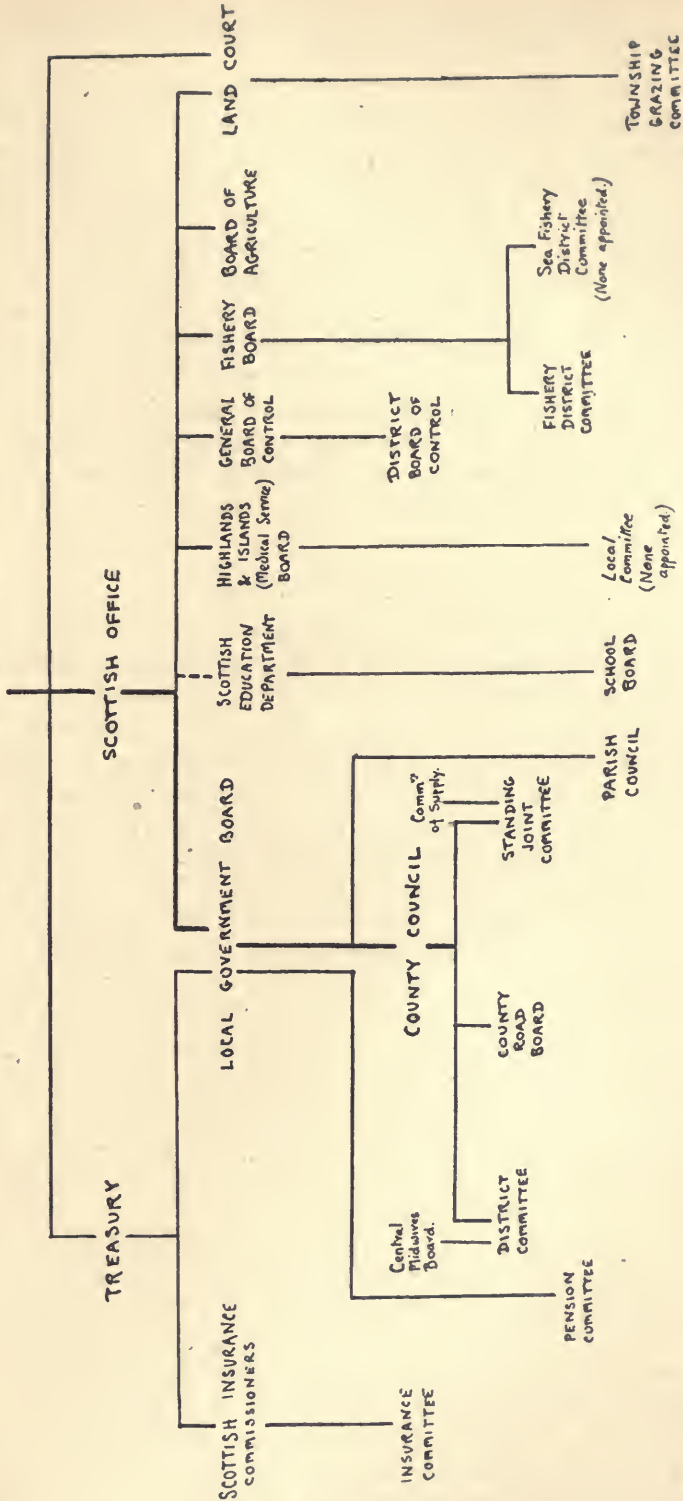 TREASURY
SCOTTISH OFFICE
SCOTTISH INSURANCE
COMMISSIONERS
LOCAL GOVERNMENT BOARD
SCOTTISH
EDUCATION
DEPARTMENT
HIGHLANDS
& ISLANDS
(Medical Service)
BOARD
GENERAL
BOARD OF
CONTROL
FISHERY
BOARD
BOARD OF
AGRICULTURE
LAND COURT
INSURANCE
COMMITTEE
Central
Midwives
Board.
COUNTY COUNCIL
Commrs
of Supply.
DISTRICT
BOARD OF
CONTROL
DISTRICT
COMMITTEE
COUNTY
ROAD
BOARD
STANDING
JOINT
COMMITTEE
FISHERY
DISTRICT
COMMITTEE
Sea Fishery
District
Committee
(None appointed.)
PENSION
COMMITTEE
PARISH
COUNCIL
SCHOOL
BOARD
Local
Committee
(None
appointed.)
TOWNSHIP
GRAZING
COMMITTEE